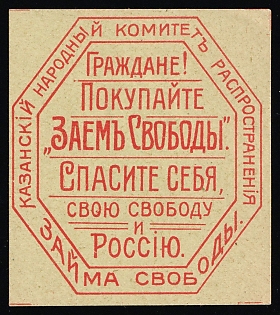 КАЗАНСКІЙ НАРОДНЫЙ КОМИТЕТЪ РАСПРОСТРАНЕНІЯ
ЗАЙМА СВОБОДЫ.
ГРАЖДАНЕ!
ПОКУПАЙТЕ
„ЗАЕМЪ СВОБОДЫ".
СПАСИТЕ СЕБЯ,
СВОЮ СВОБОДУ
И
РОССІЮ.